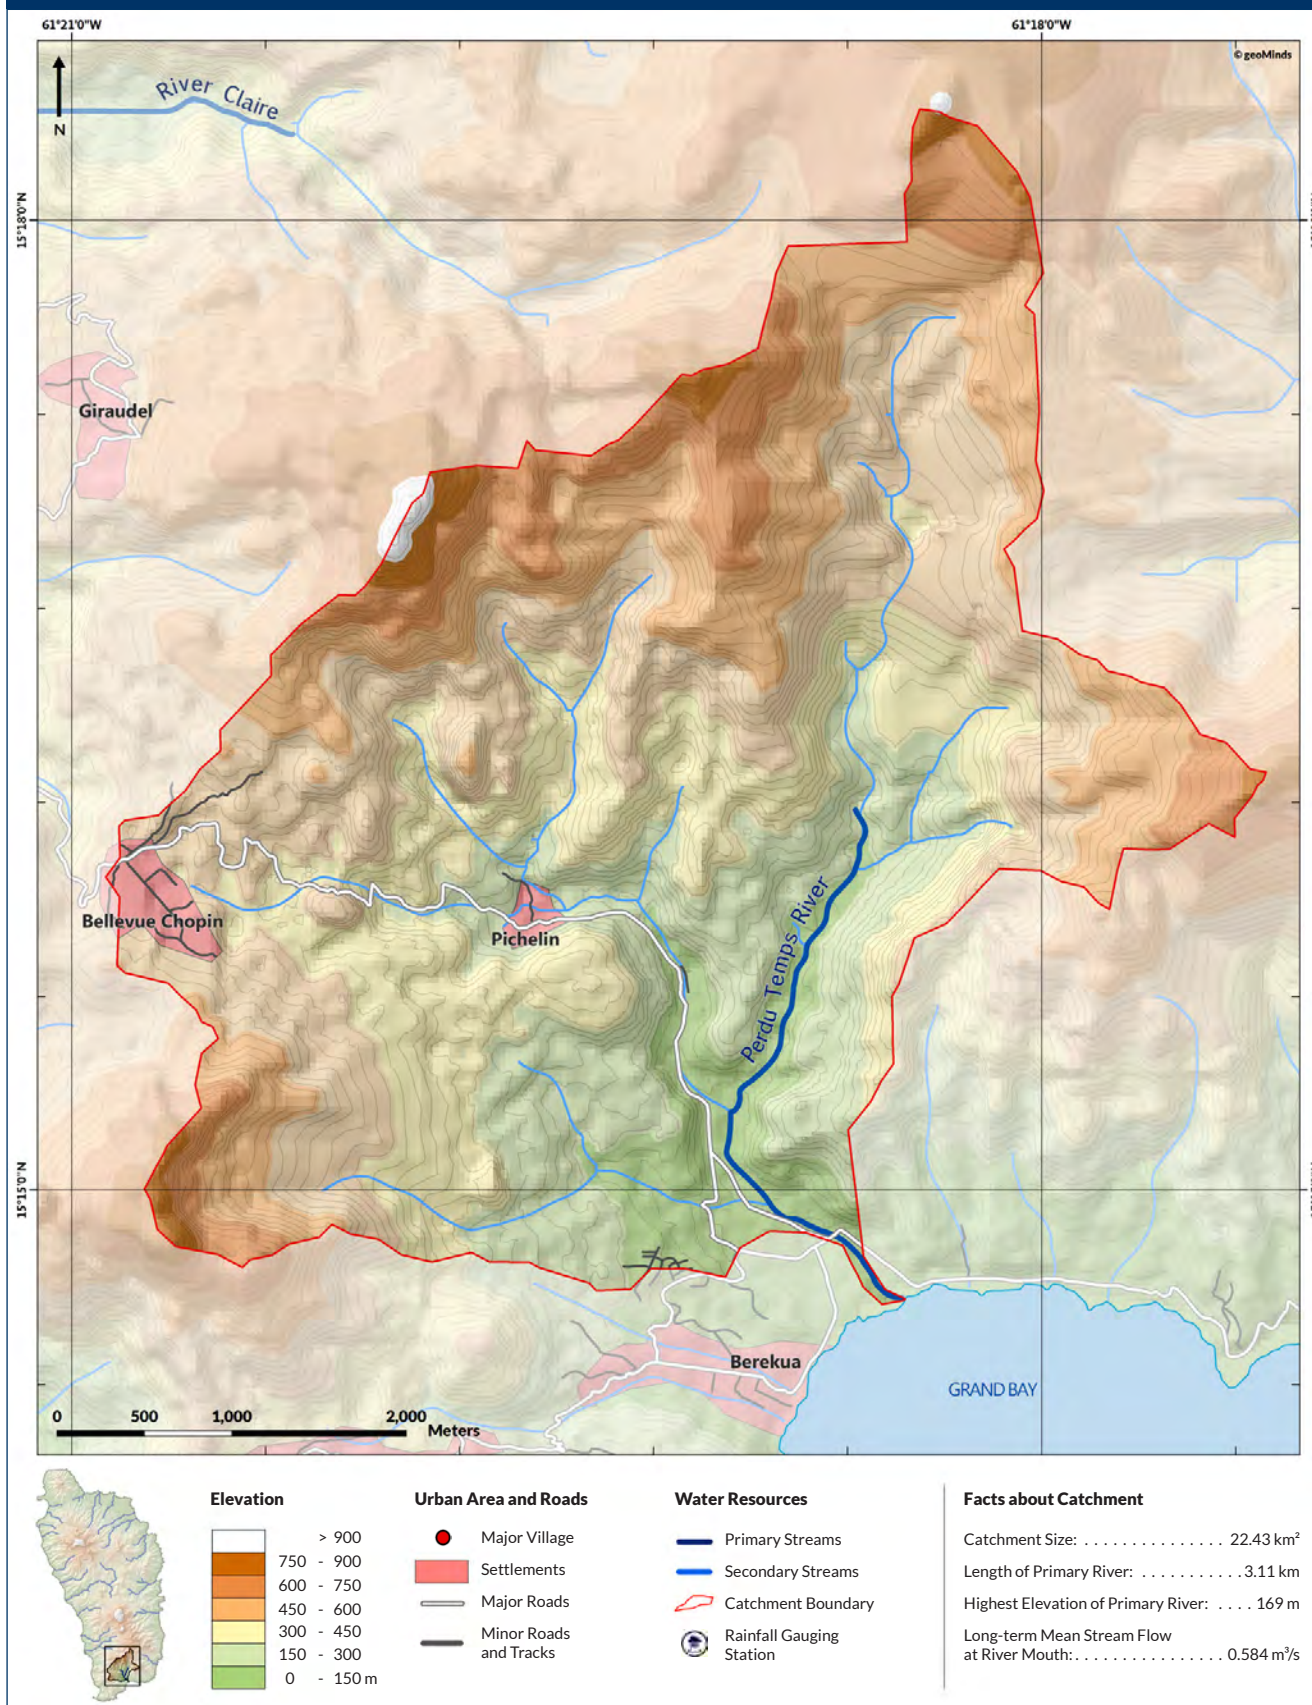 61°21'0"W
61°18'0"W
© geoMinds
River Claire
N
15°18'0"N
Giraudel
Bellevue Chopin
Pichelin
Perdu Temps River
15°15'0"N
Berekua
GRAND BAY
0 500 1,000 2,000
Meters
Elevation
> 900
750 - 900
600 - 750
450 - 600
300 - 450
150 - 300
0 - 150 m
Urban Area and Roads
Major Village
Settlements
Major Roads
Minor Roads
and Tracks
Water Resources
Primary Streams
Secondary Streams
Catchment Boundary
Rainfall Gauging
Station
Facts about Catchment
Catchment Size: . . . . . . . . . . . . . . . 22.43 km²
Length of Primary River: . . . . . . . . . . . 3.11 km
Highest Elevation of Primary River: . . . . 169 m
Long-term Mean Stream Flow
at River Mouth: . . . . . . . . . . . . . . . . 0.584 m³/s